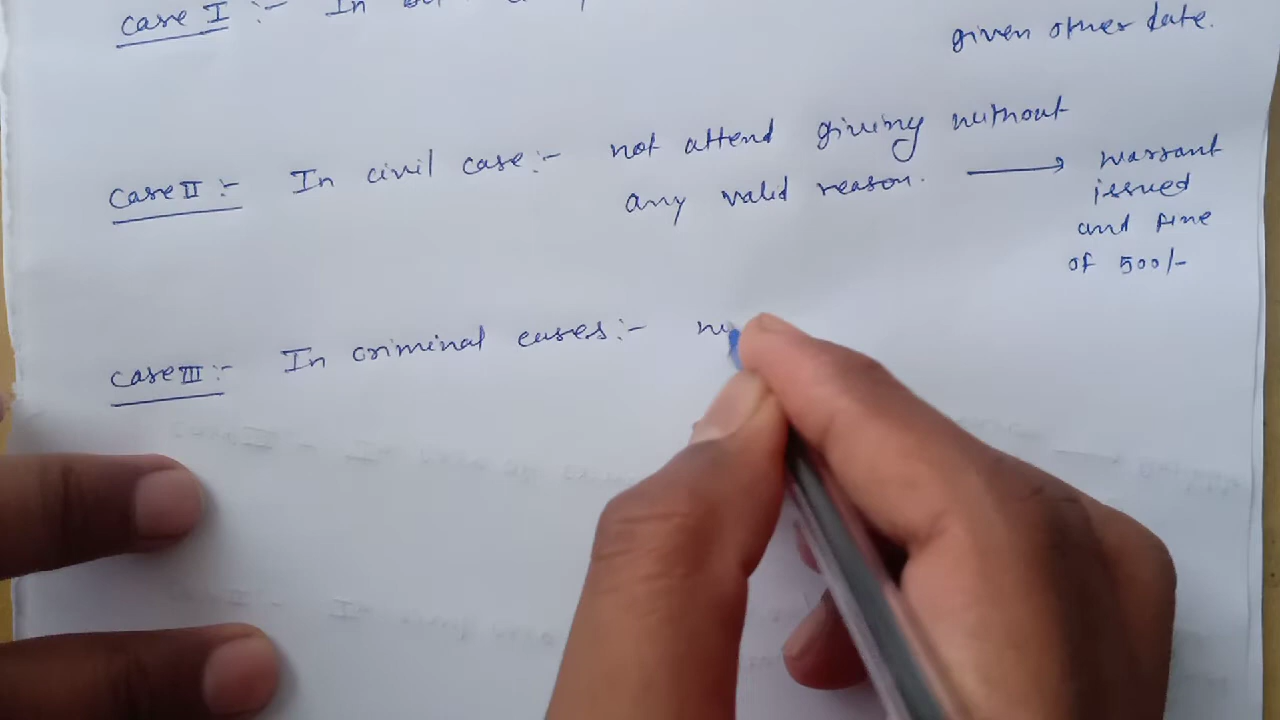 case I :- In
given other date.
case II :- In civil case :- not attend giving without
any valid reason. → warrant
issued
and fine
of 500/-
case III :- In criminal cases :-